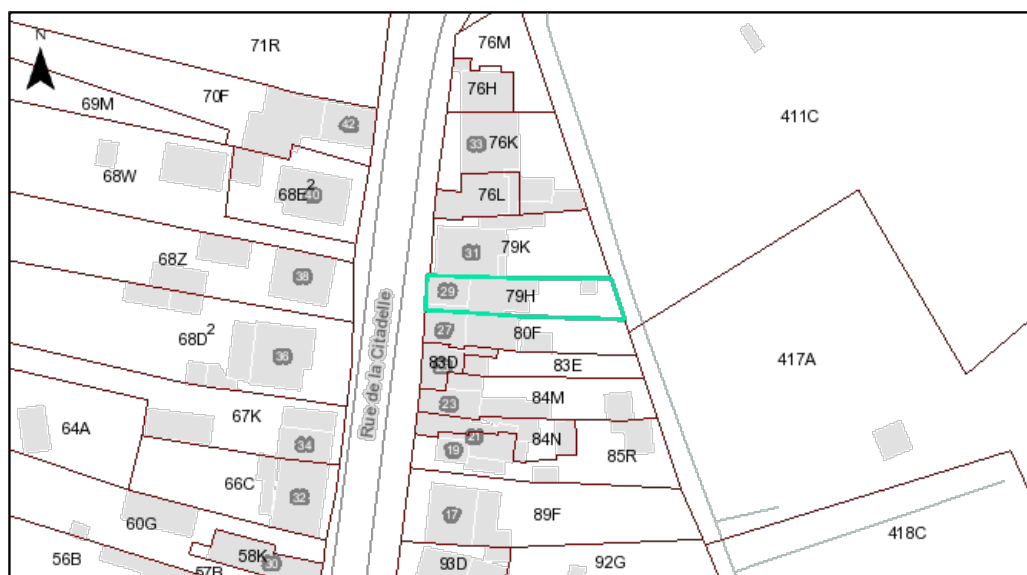 N
71R
76M
70F
76H
69M
42
411C
33
76K
68W
68E²
40
76L
31
79K
68Z
38
29
79H
Rue de la Citadelle
27
80F
68D²
36
83D
83E
417A
84M
67K
23
64A
34
21
84N
19
85R
66C
32
60G
17
89F
418C
56B
58K
30
57B
93D
92G